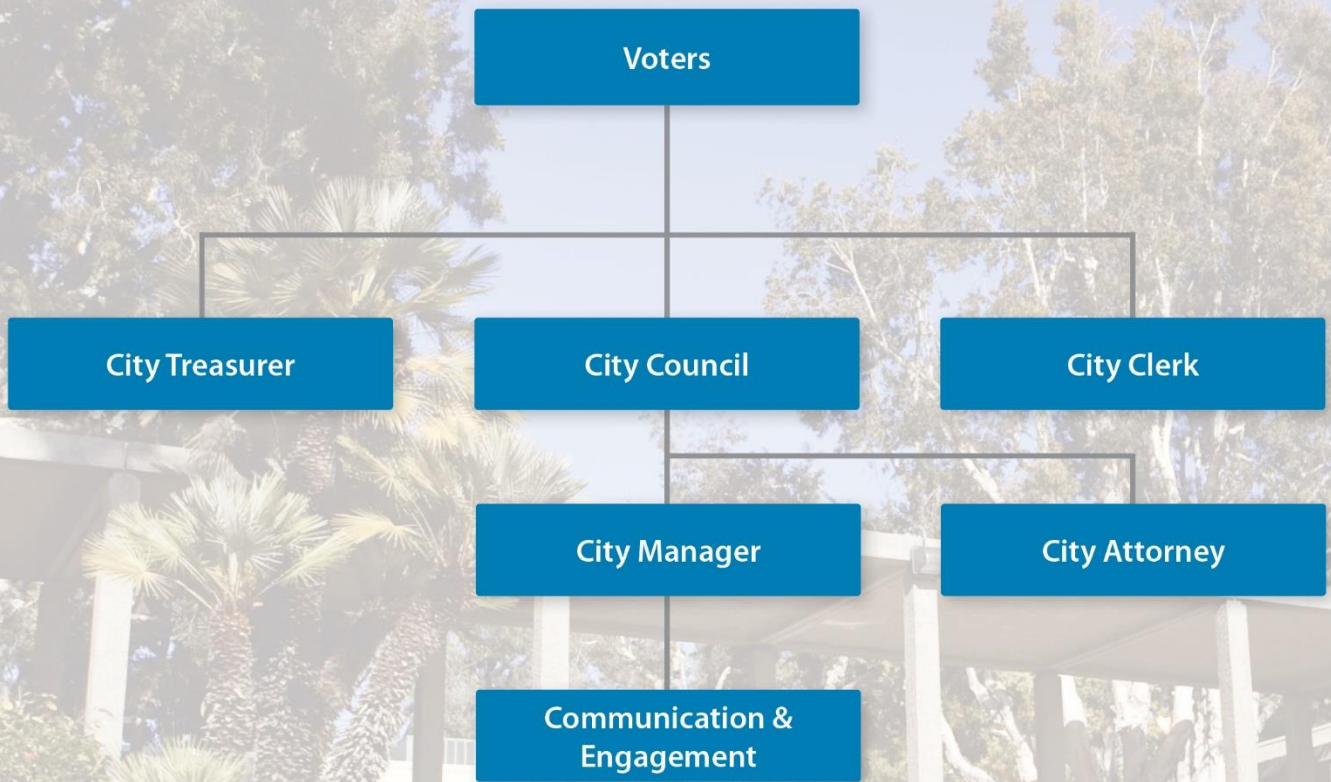 Voters
City Treasurer
City Council
City Clerk
City Manager
City Attorney
Communication &
Engagement